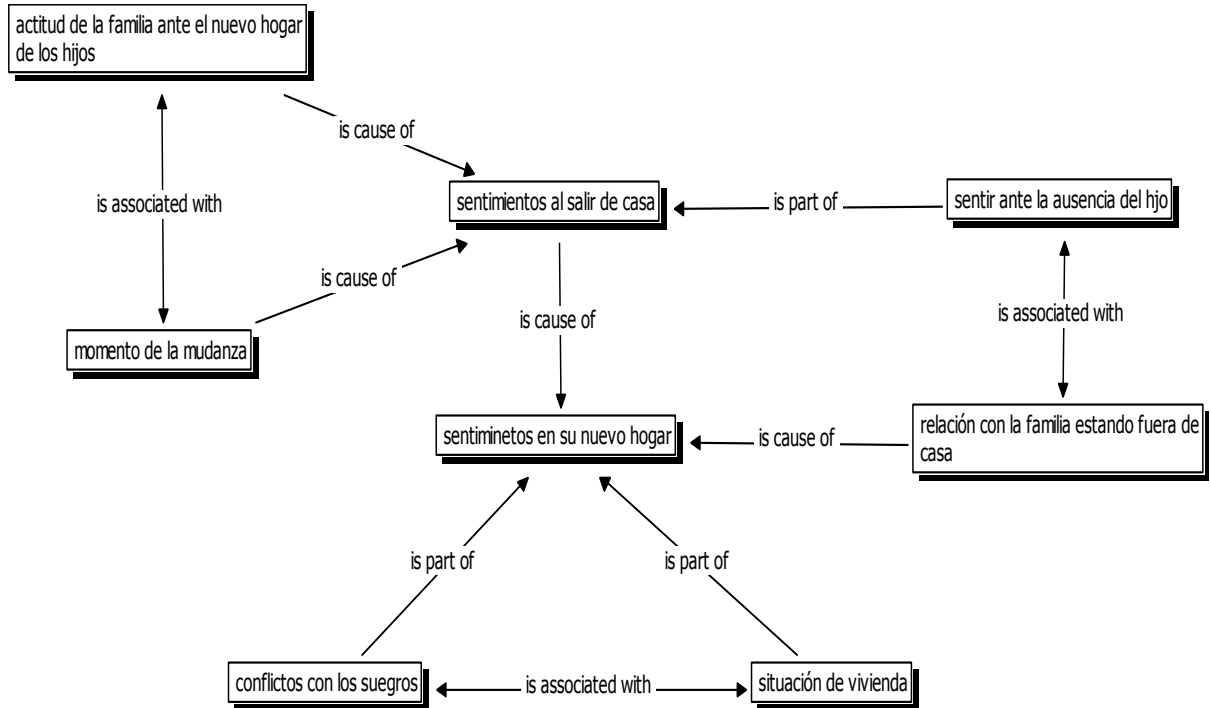 actitud de la familia ante el nuevo hogar
de los hijos
is cause of
is associated with
sentimientos al salir de casa
is part of
sentir ante la ausencia del hjo
is cause of
is cause of
is associated with
momento de la mudanza
sentiminetos en su nuevo hogar
is cause of
relación con la familia estando fuera de
casa
is part of
is part of
conflictos con los suegros
is associated with
situación de vivienda